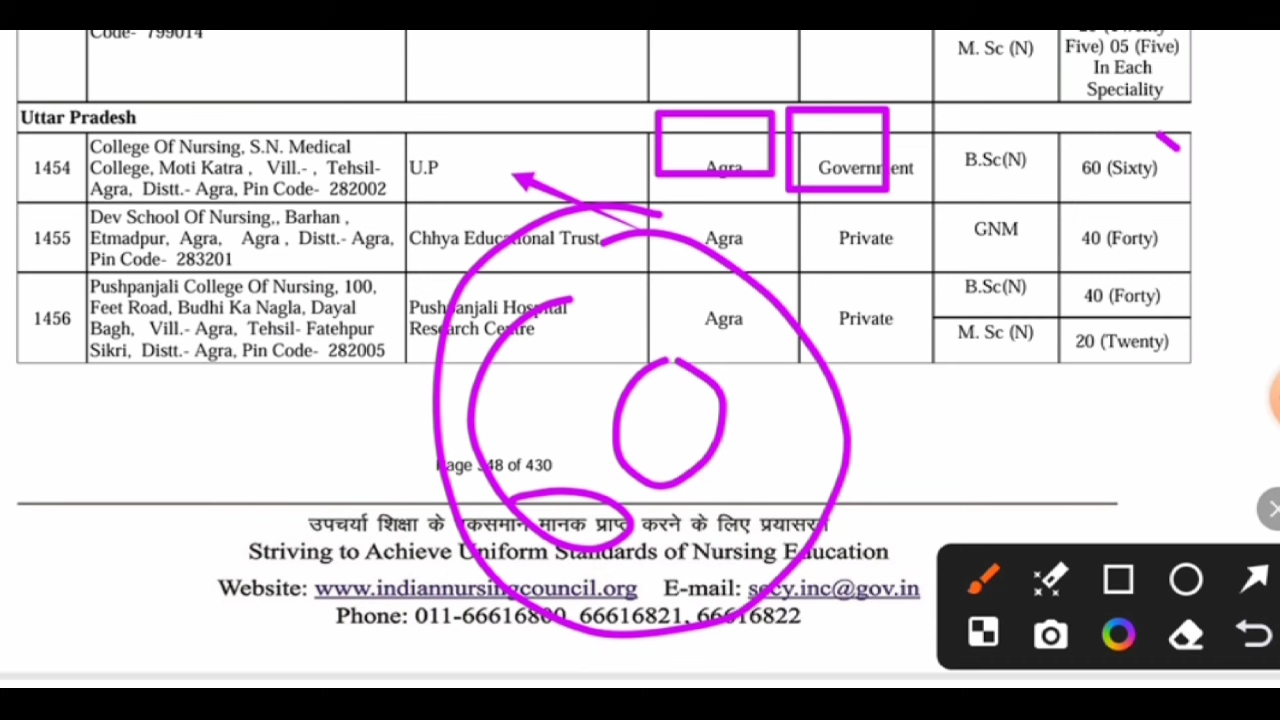 Code- 799014
M. Sc (N)
Five) 05 (Five)
In Each
Speciality
Uttar Pradesh
1454
College Of Nursing, S.N. Medical
College, Moti Katra , Vill.- , Tehsil-
Agra, Distt.- Agra, Pin Code- 282002
U.P
Agra
Government
B.Sc(N)
60 (Sixty)
1455
Dev School Of Nursing,, Barhan ,
Etmadpur, Agra, Agra , Distt.- Agra,
Pin Code- 283201
Chhya Educational Trust
Agra
Private
GNM
40 (Forty)
1456
Pushpanjali College Of Nursing, 100,
Feet Road, Budhi Ka Nagla, Dayal
Bagh, Vill.- Agra, Tehsil- Fatehpur
Sikri, Distt.- Agra, Pin Code- 282005
Pushpanjali Hospital
Research Centre
Agra
Private
B.Sc(N)
40 (Forty)
M. Sc (N)
20 (Twenty)
Page 348 of 430
उपचर्या शिक्षा के एकसमान मानक प्राप्त करने के लिए प्रयासरत
Striving to Achieve Uniform Standards of Nursing Education
Website: www.indiannursingcouncil.org E-mail: secy.inc@gov.in
Phone: 011-66616800, 66616821, 66616822